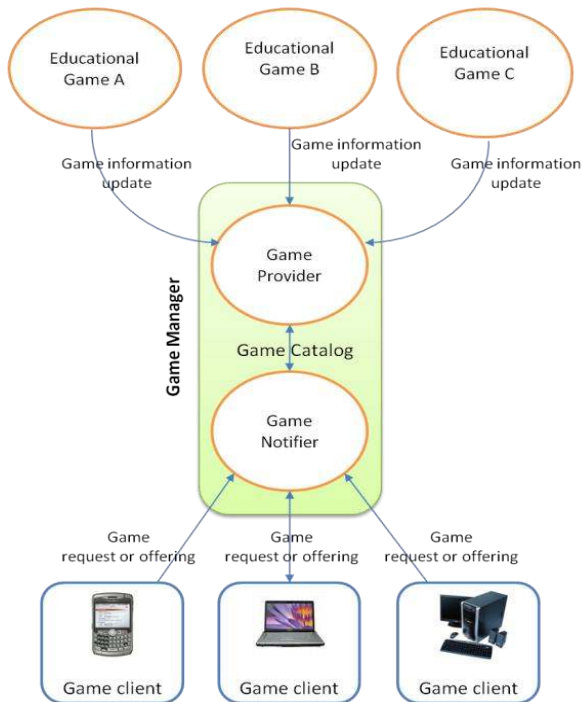 Educational
Game A
Educational
Game B
Educational
Game C
Game information
update
Game information
update
Game information
update
Game
Provider
Game Manager
Game Catalog
Game
Notifier
Game
request or offering
Game
request or offering
Game
request or offering
Game client
Game client
Game client